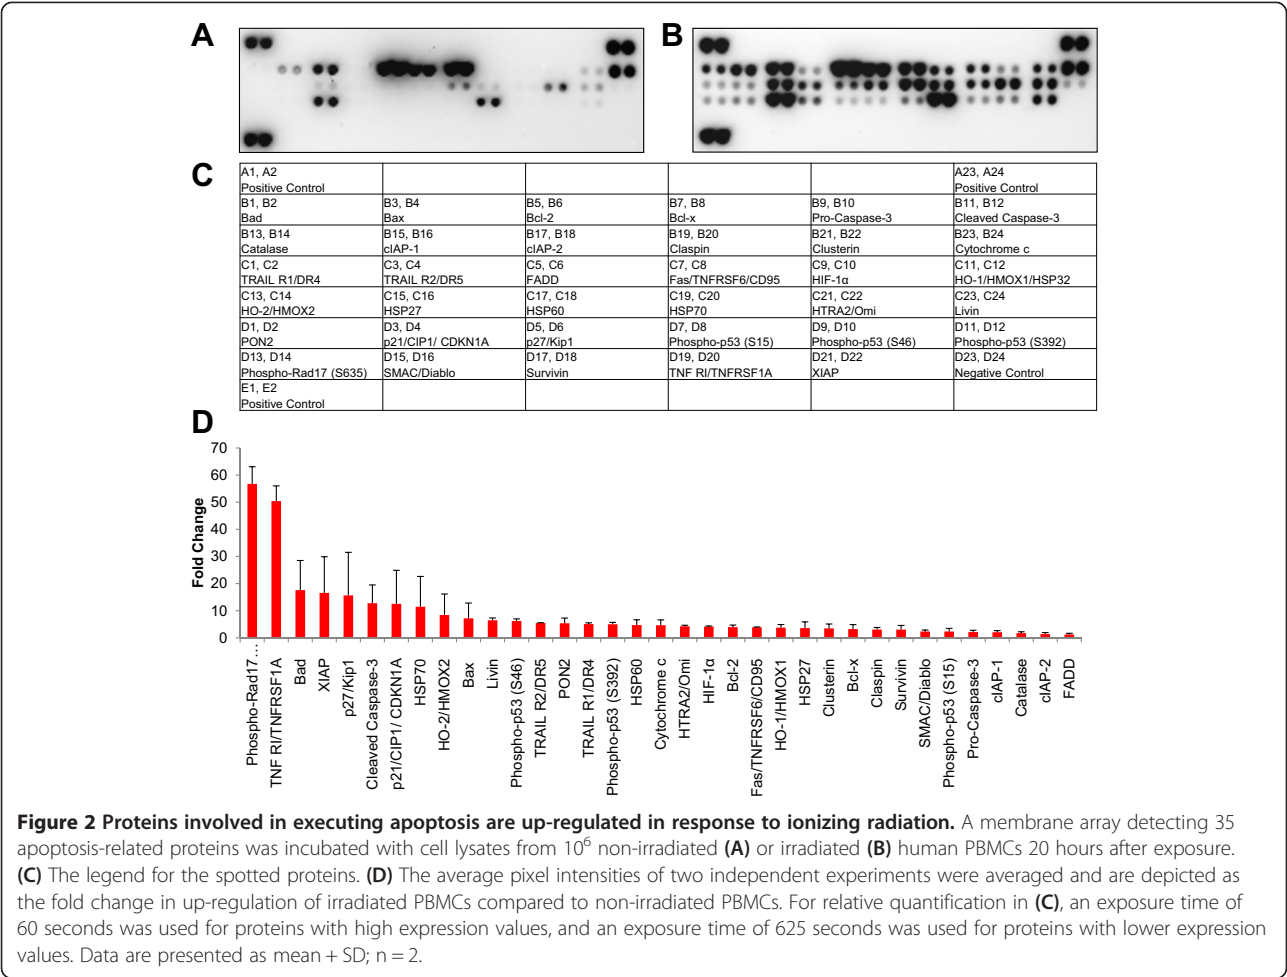 A
B
C
A1, A2 A23, A24
Positive Control Positive Control
B1, B2 B3, B4 B5, B6 B7, B8 B9, B10 B11, B12
Bad Bax Bcl-2 Bcl-x Pro-Caspase-3 Cleaved Caspase-3
B13, B14 B15, B16 B17, B18 B19, B20 B21, B22 B23, B24
Catalase cIAP-1 cIAP-2 Claspin Clusterin Cytochrome c
C1, C2 C3, C4 C5, C6 C7, C8 C9, C10 C11, C12
TRAIL R1/DR4 TRAIL R2/DR5 FADD Fas/TNFRSF6/CD95 HIF-1α HO-1/HMOX1/HSP32
C13, C14 C15, C16 C17, C18 C19, C20 C21, C22 C23, C24
HO-2/HMOX2 HSP27 HSP60 HSP70 HTRA2/Omi Livin
D1, D2 D3, D4 D5, D6 D7, D8 D9, D10 D11, D12
PON2 p21/CIP1/ CDKN1A p27/Kip1 Phospho-p53 (S15) Phospho-p53 (S46) Phospho-p53 (S392)
D13, D14 D15, D16 D17, D18 D19, D20 D21, D22 D23, D24
Phospho-Rad17 (S635) SMAC/Diablo Survivin TNF RI/TNFRSF1A XIAP Negative Control
E1, E2
Positive Control
D
70
60
50
40
30
20
10
0
Fold Change
Phospho-Rad17 …
TNF RI/TNFRSF1A
Bad
XIAP
p27/Kip1
Cleaved Caspase-3
p21/CIP1/ CDKN1A
HSP70
HO-2/HMOX2
Bax
Livin
Phospho-p53 (S46)
TRAIL R2/DR5
PON2
TRAIL R1/DR4
Phospho-p53 (S392)
HSP60
Cytochrome c
HTRA2/Omi
HIF-1α
Bcl-2
Fas/TNFRSF6/CD95
HO-1/HMOX1
HSP27
Clusterin
Bcl-x
Claspin
Survivin
SMAC/Diablo
Phospho-p53 (S15)
Pro-Caspase-3
cIAP-1
Catalase
cIAP-2
FADD
Figure 2 Proteins involved in executing apoptosis are up-regulated in response to ionizing radiation. A membrane array detecting 35
apoptosis-related proteins was incubated with cell lysates from 10⁶ non-irradiated (A) or irradiated (B) human PBMCs 20 hours after exposure.
(C) The legend for the spotted proteins. (D) The average pixel intensities of two independent experiments were averaged and are depicted as
the fold change in up-regulation of irradiated PBMCs compared to non-irradiated PBMCs. For relative quantification in (C), an exposure time of
60 seconds was used for proteins with high expression values, and an exposure time of 625 seconds was used for proteins with lower expression
values. Data are presented as mean + SD; n = 2.